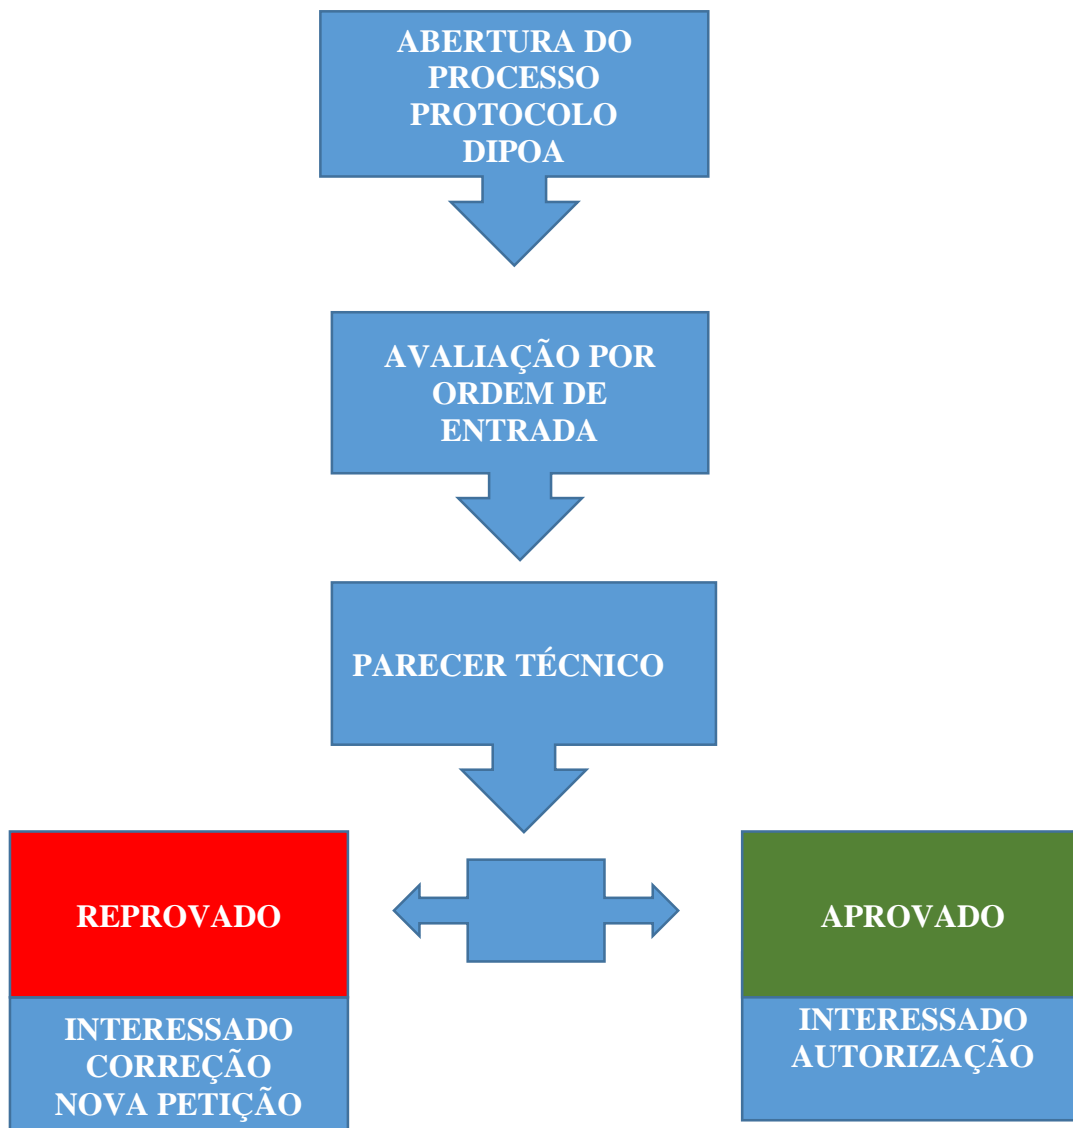 ABERTURA DO
PROCESSO
PROTOCOLO
DIPOA
AVALIAÇÃO POR
ORDEM DE
ENTRADA
PARECER TÉCNICO
REPROVADO
INTERESSADO
CORREÇÃO
NOVA PETIÇÃO
APROVADO
INTERESSADO
AUTORIZAÇÃO